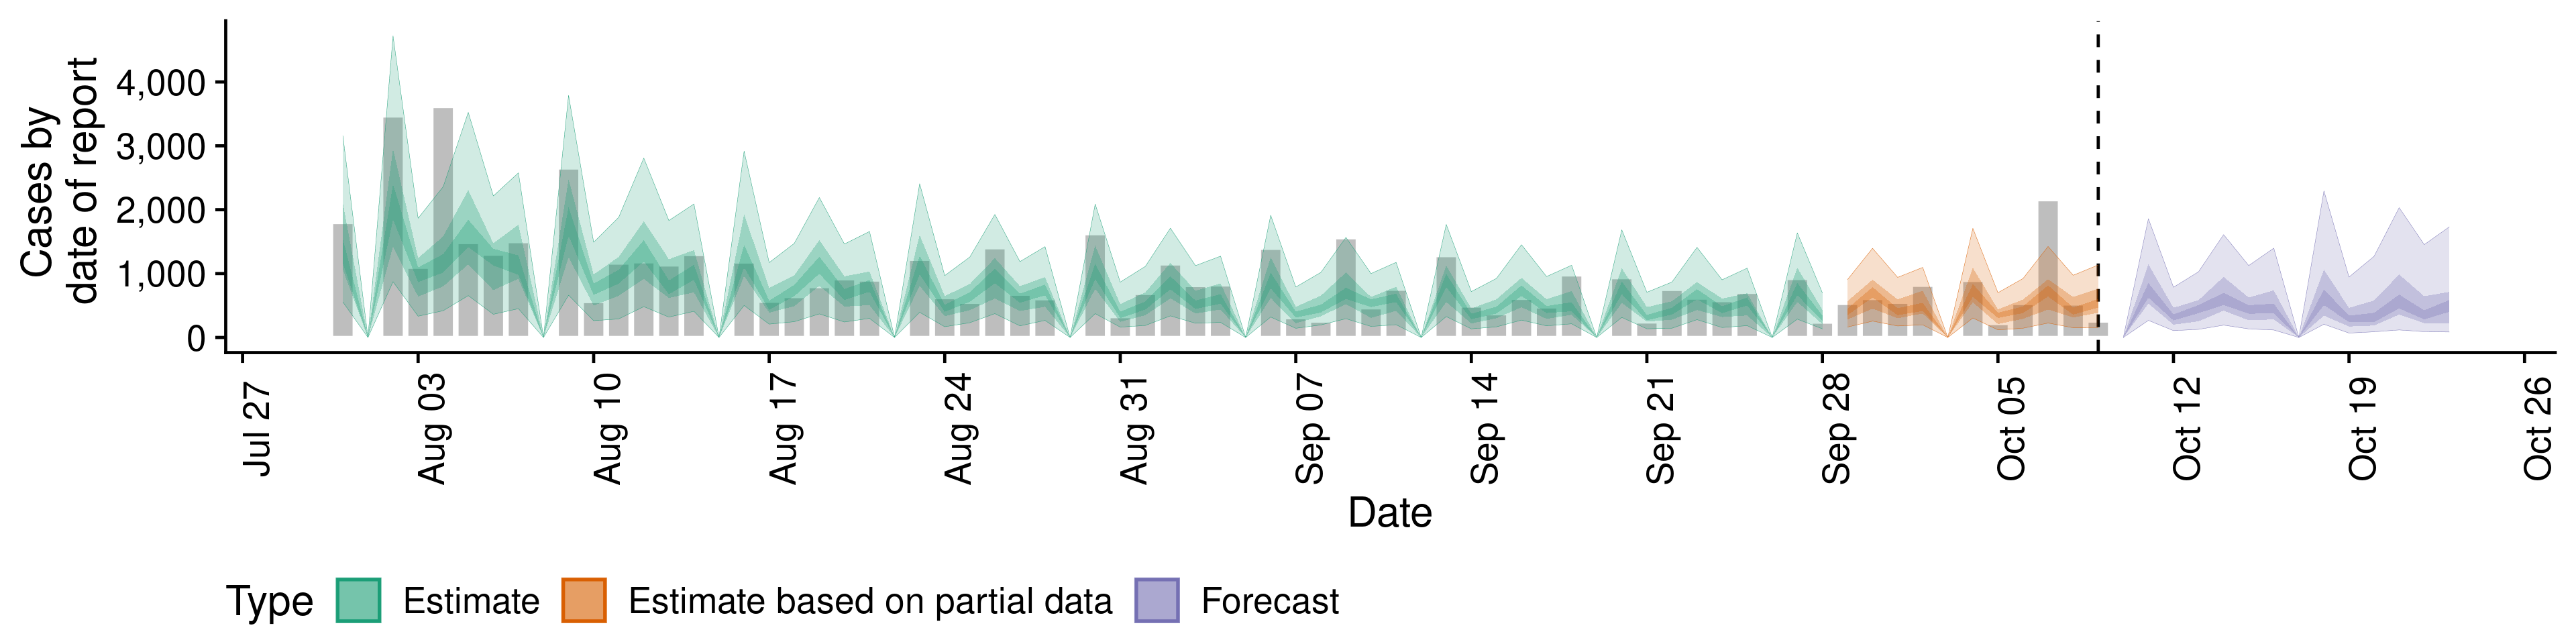 Cases by
date of report
4,000
3,000
2,000
1,000
0
Jul 27
Aug 03
Aug 10
Aug 17
Aug 24
Aug 31
Sep 07
Sep 14
Sep 21
Sep 28
Oct 05
Oct 12
Oct 19
Oct 26
Date
Type
Estimate
Estimate based on partial data
Forecast